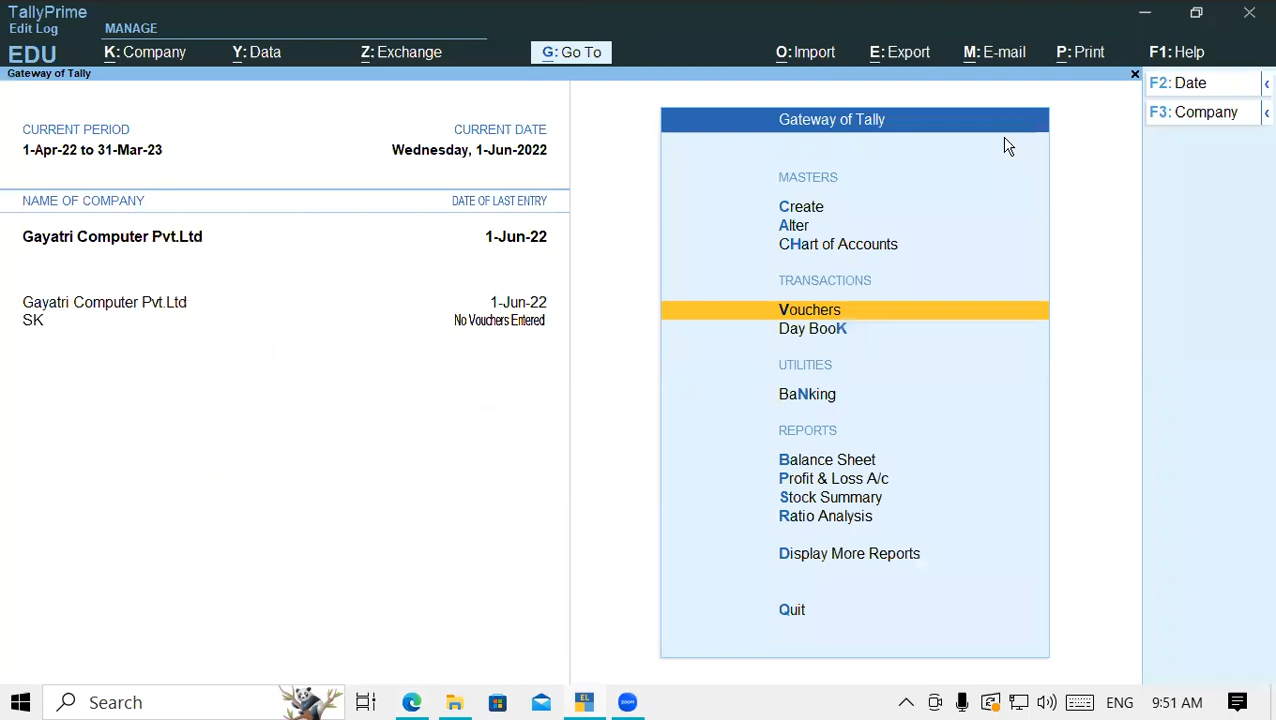 TallyPrime
Edit Log MANAGE
EDU K: Company Y: Data Z: Exchange G: Go To O: Import E: Export M: E-mail P: Print F1: Help
Gateway of Tally
F2: Date
F3: Company
CURRENT PERIOD CURRENT DATE
1-Apr-22 to 31-Mar-23 Wednesday, 1-Jun-2022
NAME OF COMPANY DATE OF LAST ENTRY
Gayatri Computer Pvt.Ltd 1-Jun-22
Gayatri Computer Pvt.Ltd 1-Jun-22
SK No Vouchers Entered
Gateway of Tally
MASTERS
Create
Alter
CHart of Accounts
TRANSACTIONS
Vouchers
Day BooK
UTILITIES
BaNking
REPORTS
Balance Sheet
Profit & Loss A/c
Stock Summary
Ratio Analysis
Display More Reports
Quit
Search EL zoom ENG 9:51 AM